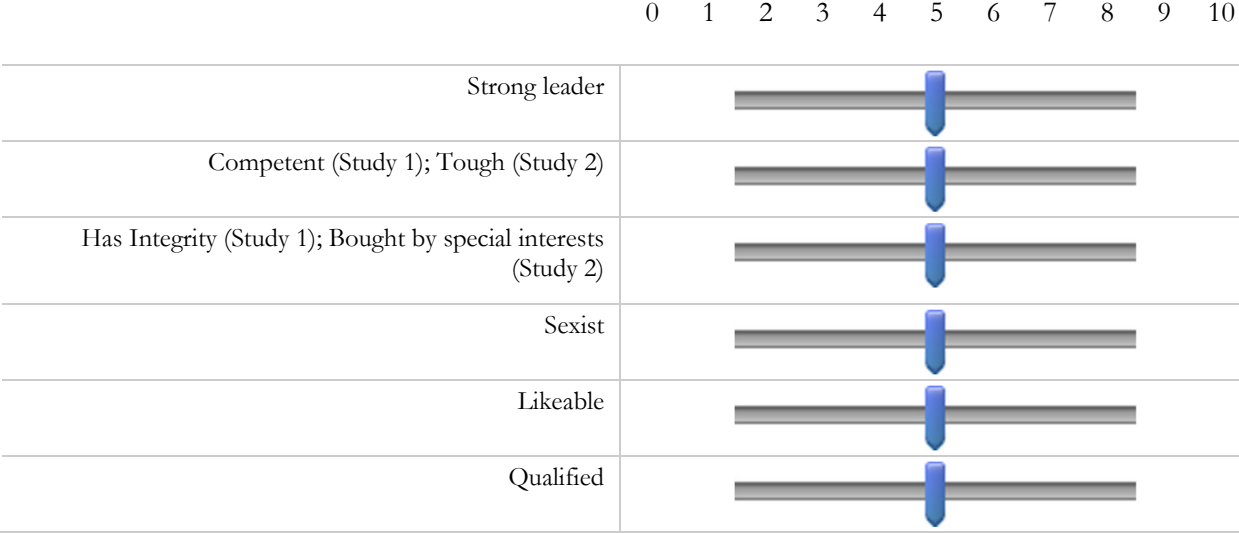 0 1 2 3 4 5 6 7 8 9 10
Strong leader
Competent (Study 1); Tough (Study 2)
Has Integrity (Study 1); Bought by special interests
(Study 2)
Sexist
Likeable
Qualified